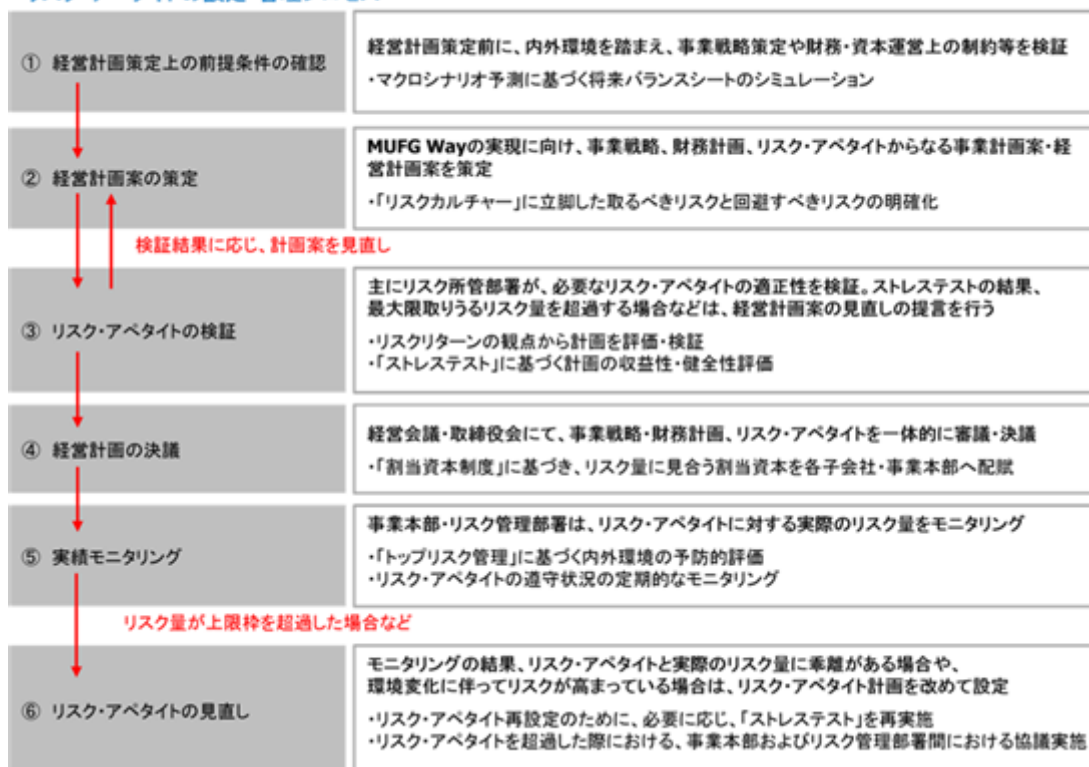 ① 経営計画策定上の前提条件の確認
経営計画策定前に、内外環境を踏まえ、事業戦略策定や財務・資本運営上の制約等を検証
・マクロシナリオ予測に基づく将来バランスシートのシミュレーション
② 経営計画案の策定
MUFG Wayの実現に向け、事業戦略、財務計画、リスク・アペタイトからなる事業計画案・経
営計画案を策定
・「リスクカルチャー」に立脚した取るべきリスクと回避すべきリスクの明確化
検証結果に応じ、計画案を見直し
③ リスク・アペタイトの検証
主にリスク所管部署が、必要なリスク・アペタイトの適正性を検証。ストレステストの結果、
最大限取りうるリスク量を超過する場合などは、経営計画案の見直しの提言を行う
・リスクリターンの観点から計画を評価・検証
・「ストレステスト」に基づく計画の収益性・健全性評価
④ 経営計画の決議
経営会議・取締役会にて、事業戦略・財務計画、リスク・アペタイトを一体的に審議・決議
・「割当資本制度」に基づき、リスク量に見合う割当資本を各子会社・事業本部へ配賦
⑤ 実績モニタリング
事業本部・リスク管理部署は、リスク・アペタイトに対する実際のリスク量をモニタリング
・「トップリスク管理」に基づく内外環境の予防的評価
・リスク・アペタイトの遵守状況の定期的なモニタリング
リスク量が上限枠を超過した場合など
⑥ リスク・アペタイトの見直し
モニタリングの結果、リスク・アペタイトと実際のリスク量に乖離がある場合や、
環境変化に伴ってリスクが高まっている場合は、リスク・アペタイト計画を改めて設定
・リスク・アペタイト再設定のために、必要に応じ、「ストレステスト」を再実施
・リスク・アペタイトを超過した際における、事業本部およびリスク管理部署間における協議実施